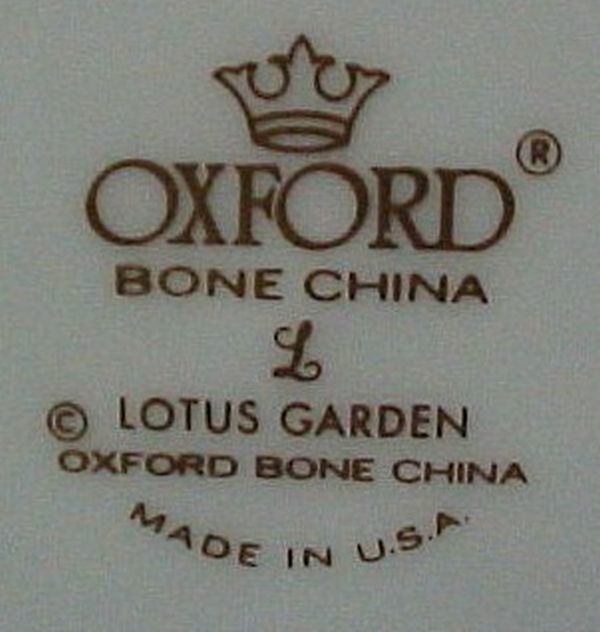 OXFORD®
BONE CHINA
L
© LOTUS GARDEN
OXFORD BONE CHINA
MADE IN U.S.A.